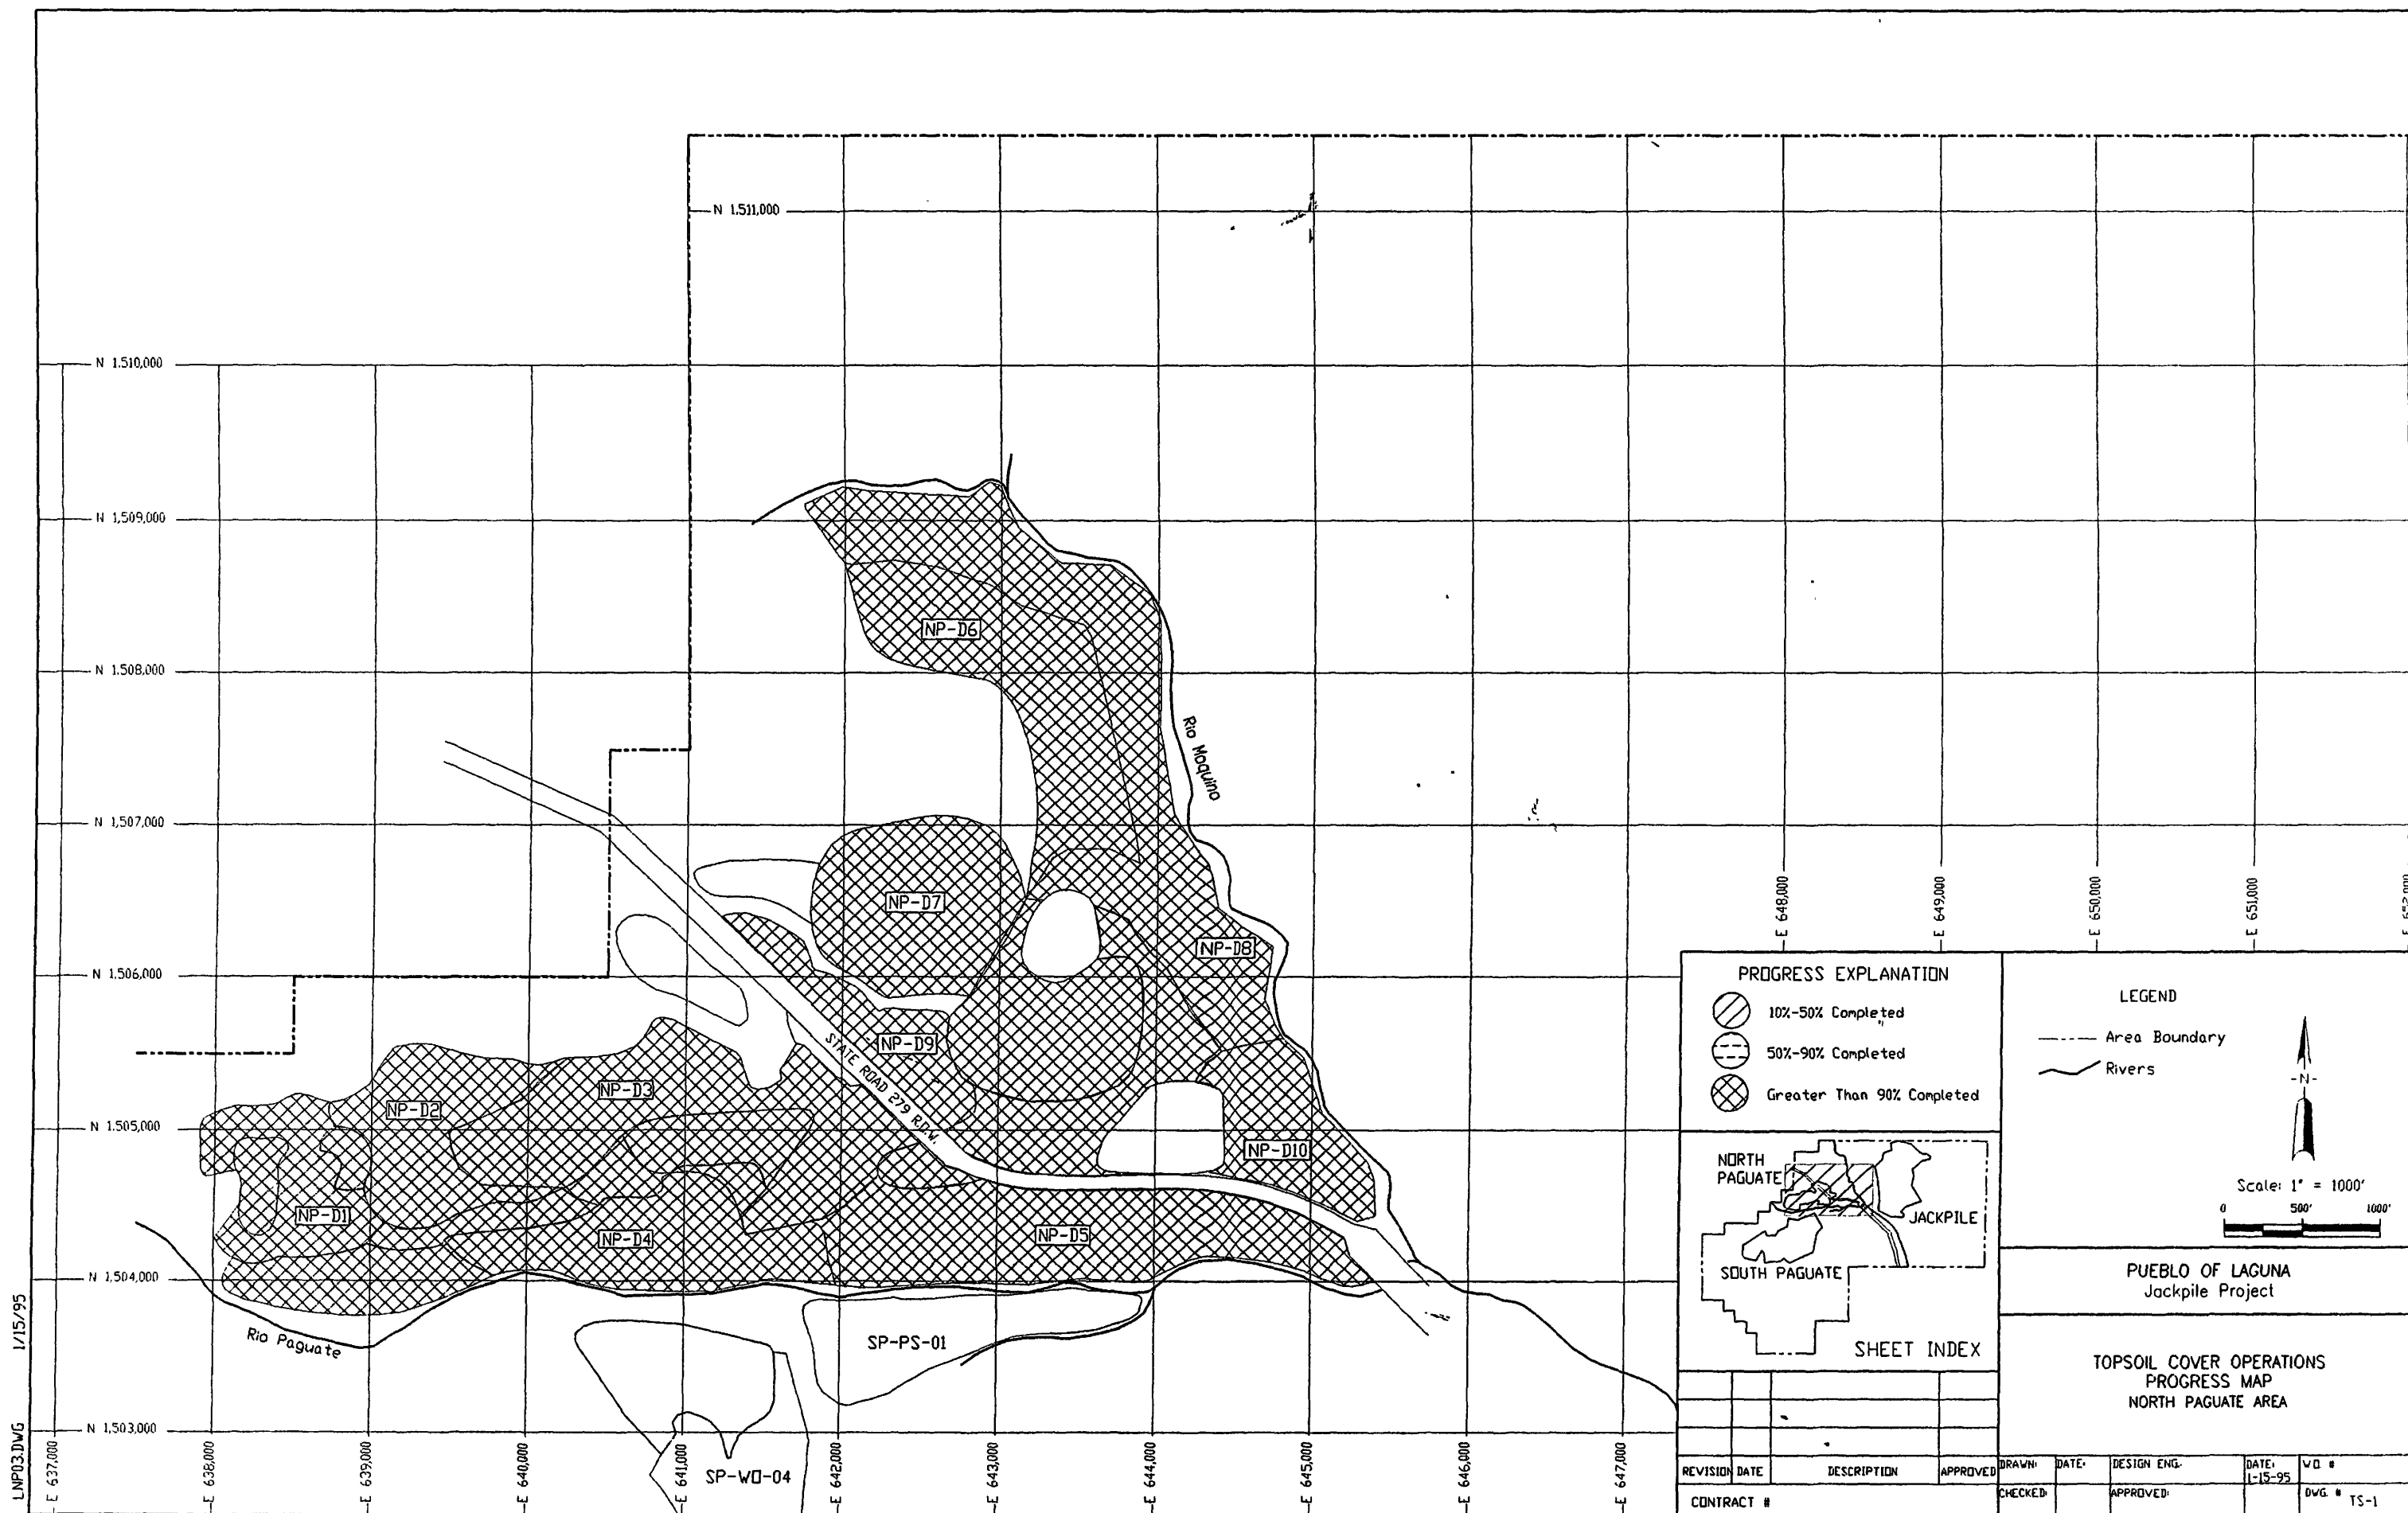 N 1,511,000
N 1,510,000
N 1,509,000
N 1,508,000
N 1,507,000
N 1,506,000
N 1,505,000
N 1,504,000
N 1,503,000
NP-D6
Rio Moquino
NP-D7
NP-D8
NP-D9
STATE ROAD 279 R.O.W.
NP-D3
NP-D2
NP-D10
NP-D1
NP-D4
NP-D5
Rio Paguate
SP-PS-01
SP-WO-04
E 637,000
E 638,000
E 639,000
E 640,000
E 641,000
E 642,000
E 643,000
E 644,000
E 645,000
E 646,000
E 647,000
E 648,000
E 649,000
E 650,000
E 651,000
E 652,000
LNP03.DWG 1/15/95
PROGRESS EXPLANATION
10%-50% Completed
50%-90% Completed
Greater Than 90% Completed
LEGEND
Area Boundary
Rivers
-N-
Scale: 1" = 1000'
0 500' 1000'
NORTH
PAGUATE
JACKPILE
SOUTH PAGUATE
SHEET INDEX
PUEBLO OF LAGUNA
Jackpile Project
TOPSOIL COVER OPERATIONS
PROGRESS MAP
NORTH PAGUATE AREA
REVISION DATE DESCRIPTION APPROVED
CONTRACT #
DRAWN: DATE: DESIGN ENG.: DATE: W.O. #
1-15-95
CHECKED: APPROVED: DWG. # TS-1